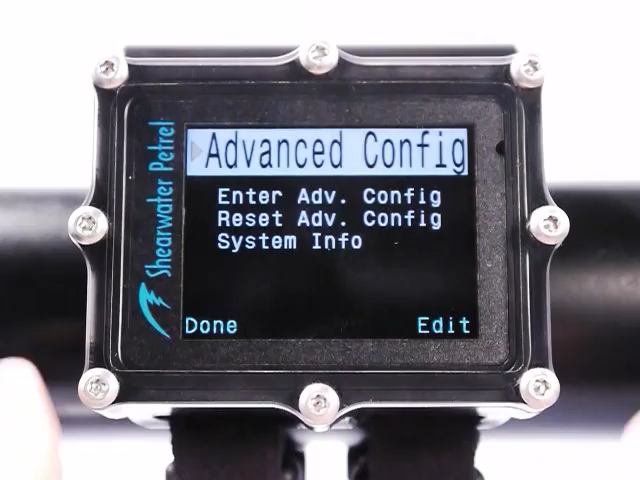 Shearwater Petrel
Advanced Config
Enter Adv. Config
Reset Adv. Config
System Info
Done
Edit